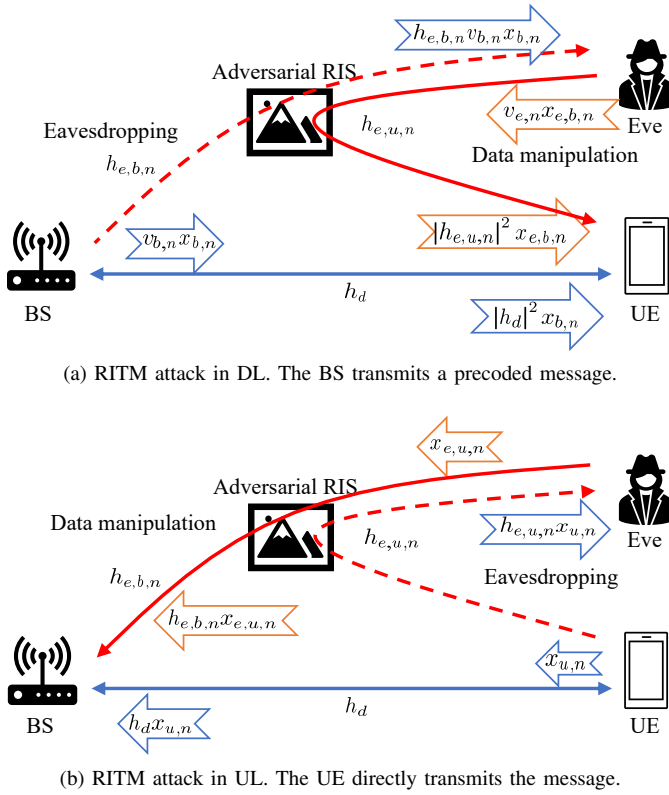 h_{e,b,n} v_{b,n} x_{b,n}
Adversarial RIS
Eavesdropping
h_{e,b,n}
h_{e,u,n}
v_{e,n} x_{e,b,n}
Eve
Data manipulation
v_{b,n} x_{b,n}
|h_{e,u,n}|^2 x_{e,b,n}
h_d
BS
UE
|h_d|^2 x_{b,n}
(a) RITM attack in DL. The BS transmits a precoded message.
x_{e,u,n}
Adversarial RIS
Data manipulation
h_{e,u,n}
h_{e,u,n} x_{u,n}
Eve
h_{e,b,n}
Eavesdropping
h_{e,b,n} x_{e,u,n}
x_{u,n}
h_d
BS
UE
h_d x_{u,n}
(b) RITM attack in UL. The UE directly transmits the message.